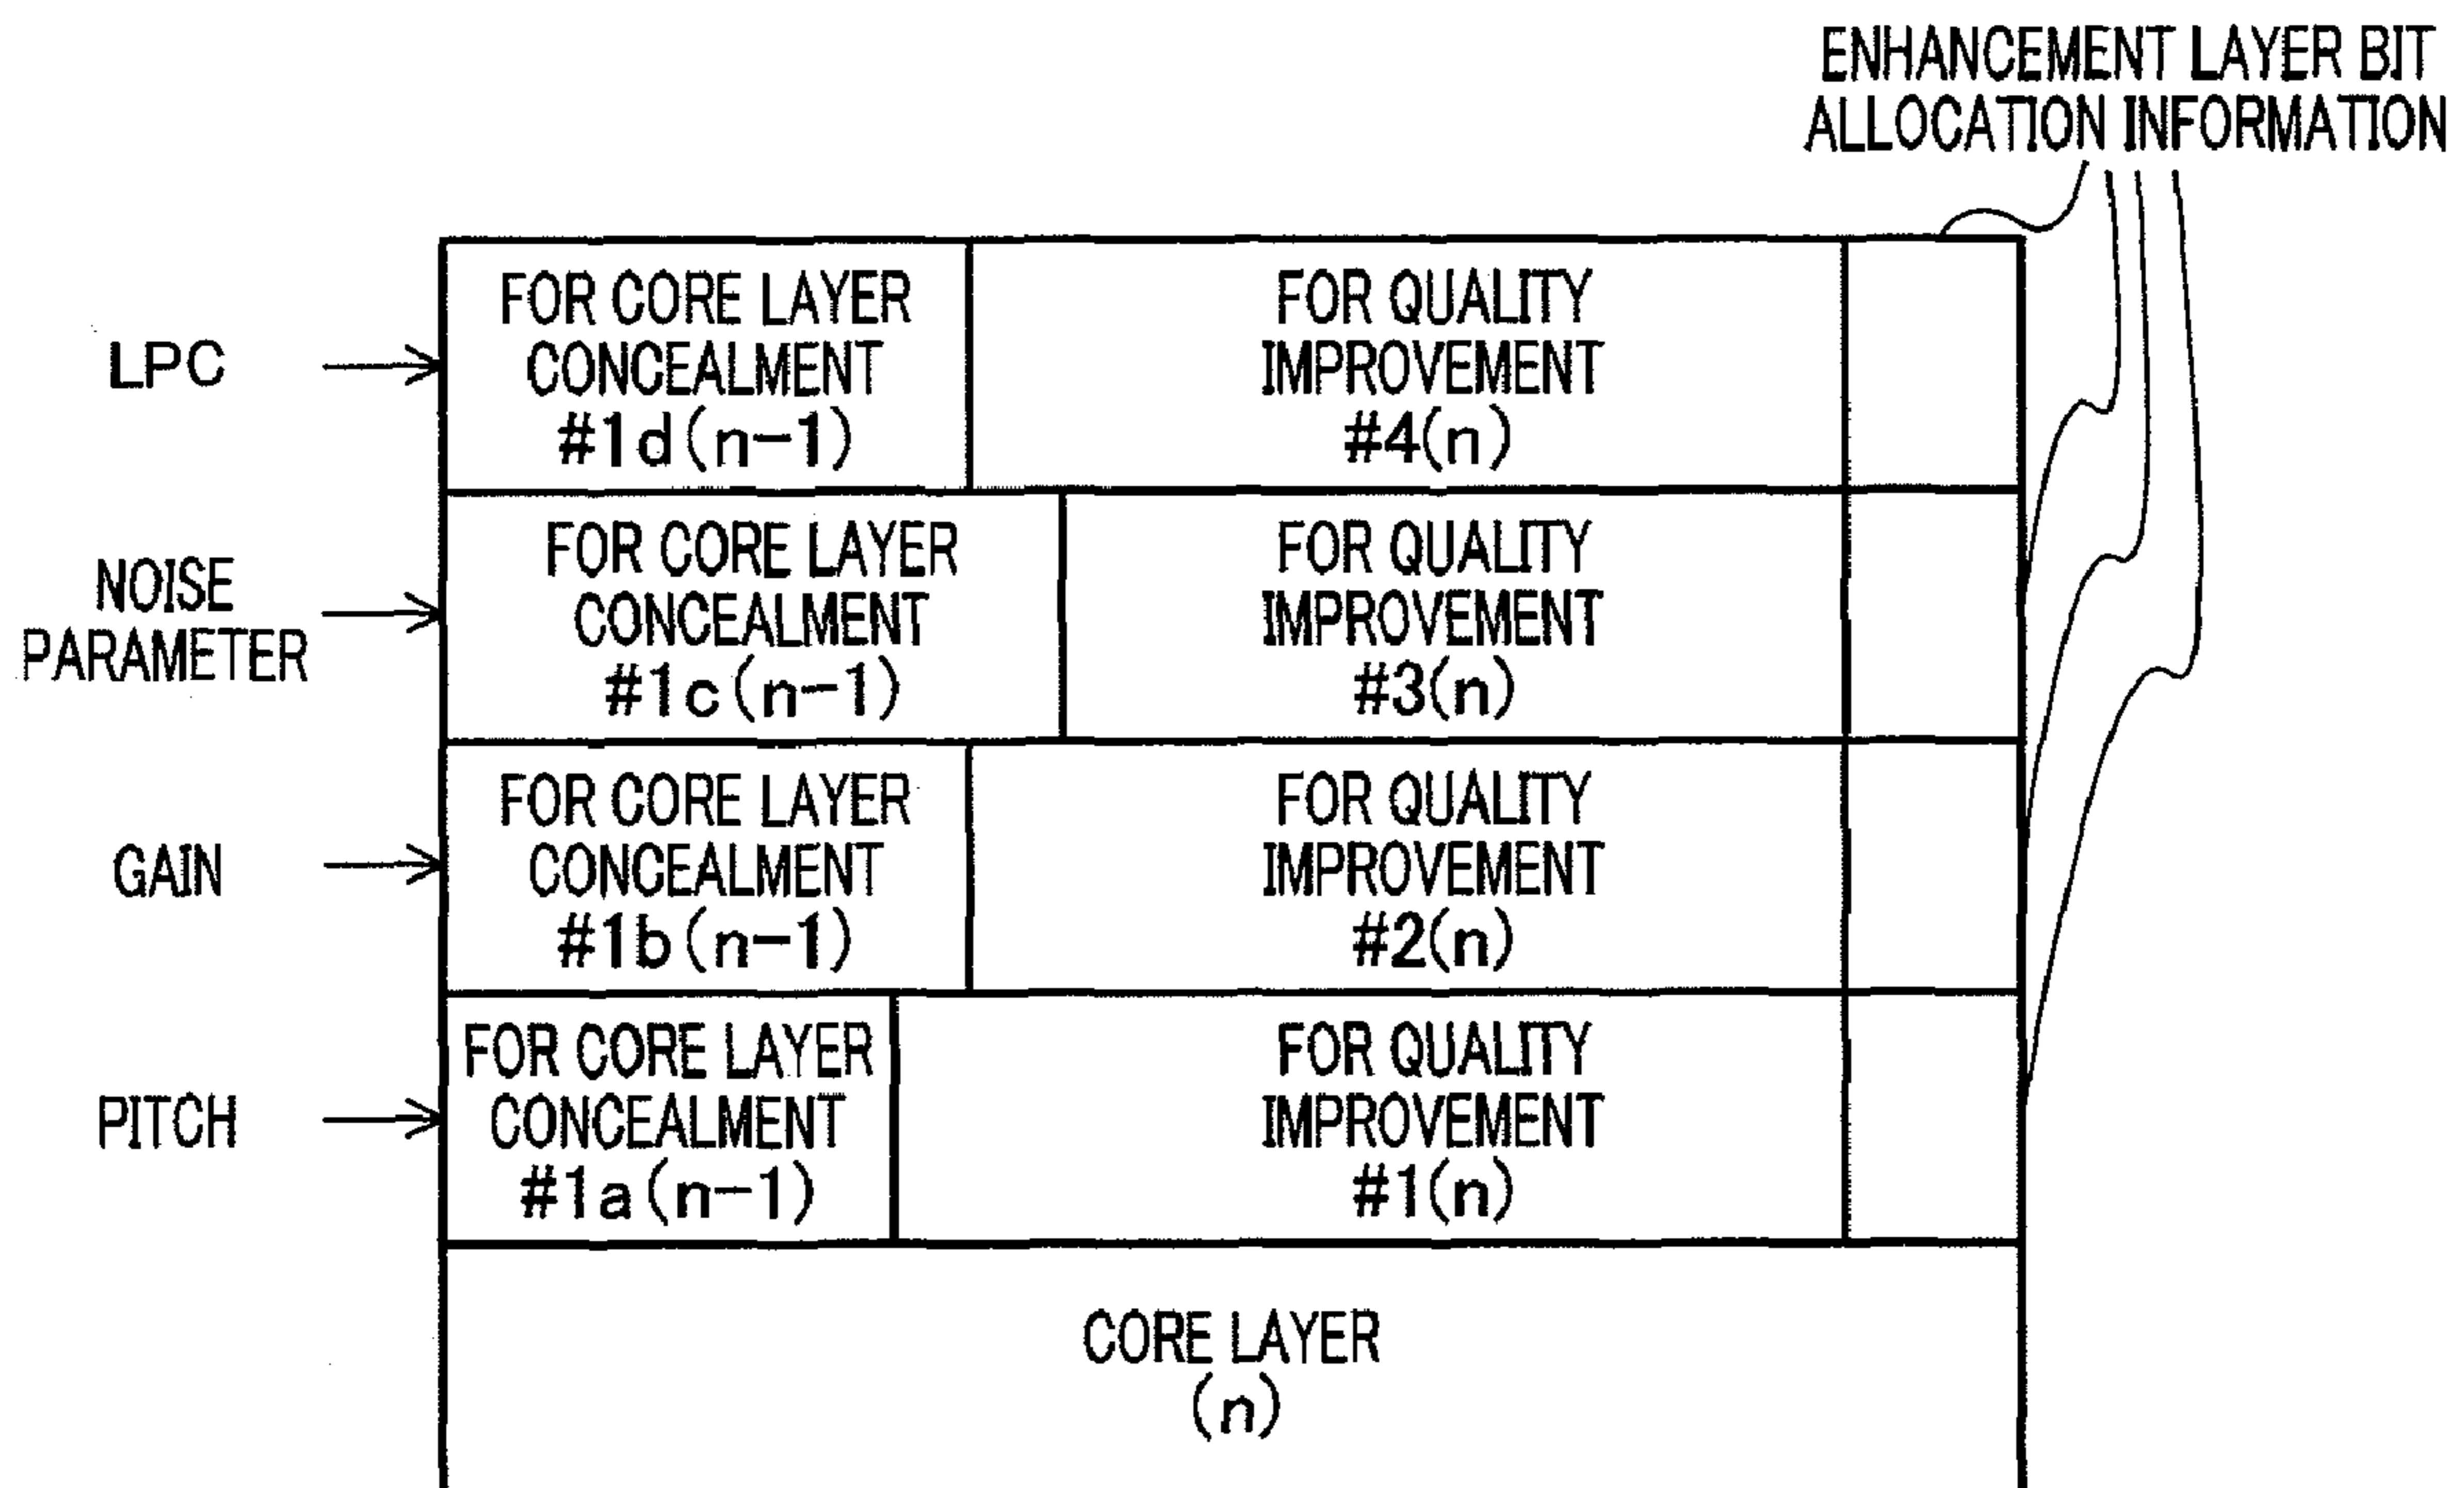 ENHANCEMENT LAYER BIT
ALLOCATION INFORMATION
LPC
FOR CORE LAYER
CONCEALMENT
#1d(n-1)
FOR QUALITY
IMPROVEMENT
#4(n)
NOISE
PARAMETER
FOR CORE LAYER
CONCEALMENT
#1c(n-1)
FOR QUALITY
IMPROVEMENT
#3(n)
GAIN
FOR CORE LAYER
CONCEALMENT
#1b(n-1)
FOR QUALITY
IMPROVEMENT
#2(n)
PITCH
FOR CORE LAYER
CONCEALMENT
#1a(n-1)
FOR QUALITY
IMPROVEMENT
#1(n)
CORE LAYER
(n)